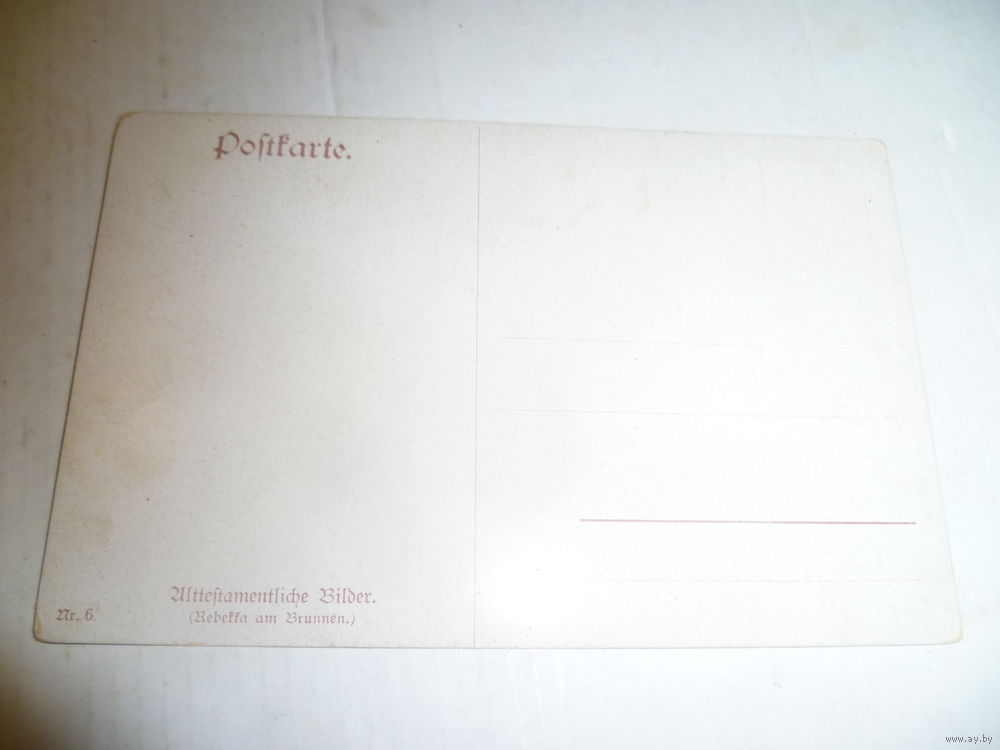 Postkarte.
Alttestamentliche Bilder.
(Rebekka am Brunnen.)
Nr. 6.
www.ay.by